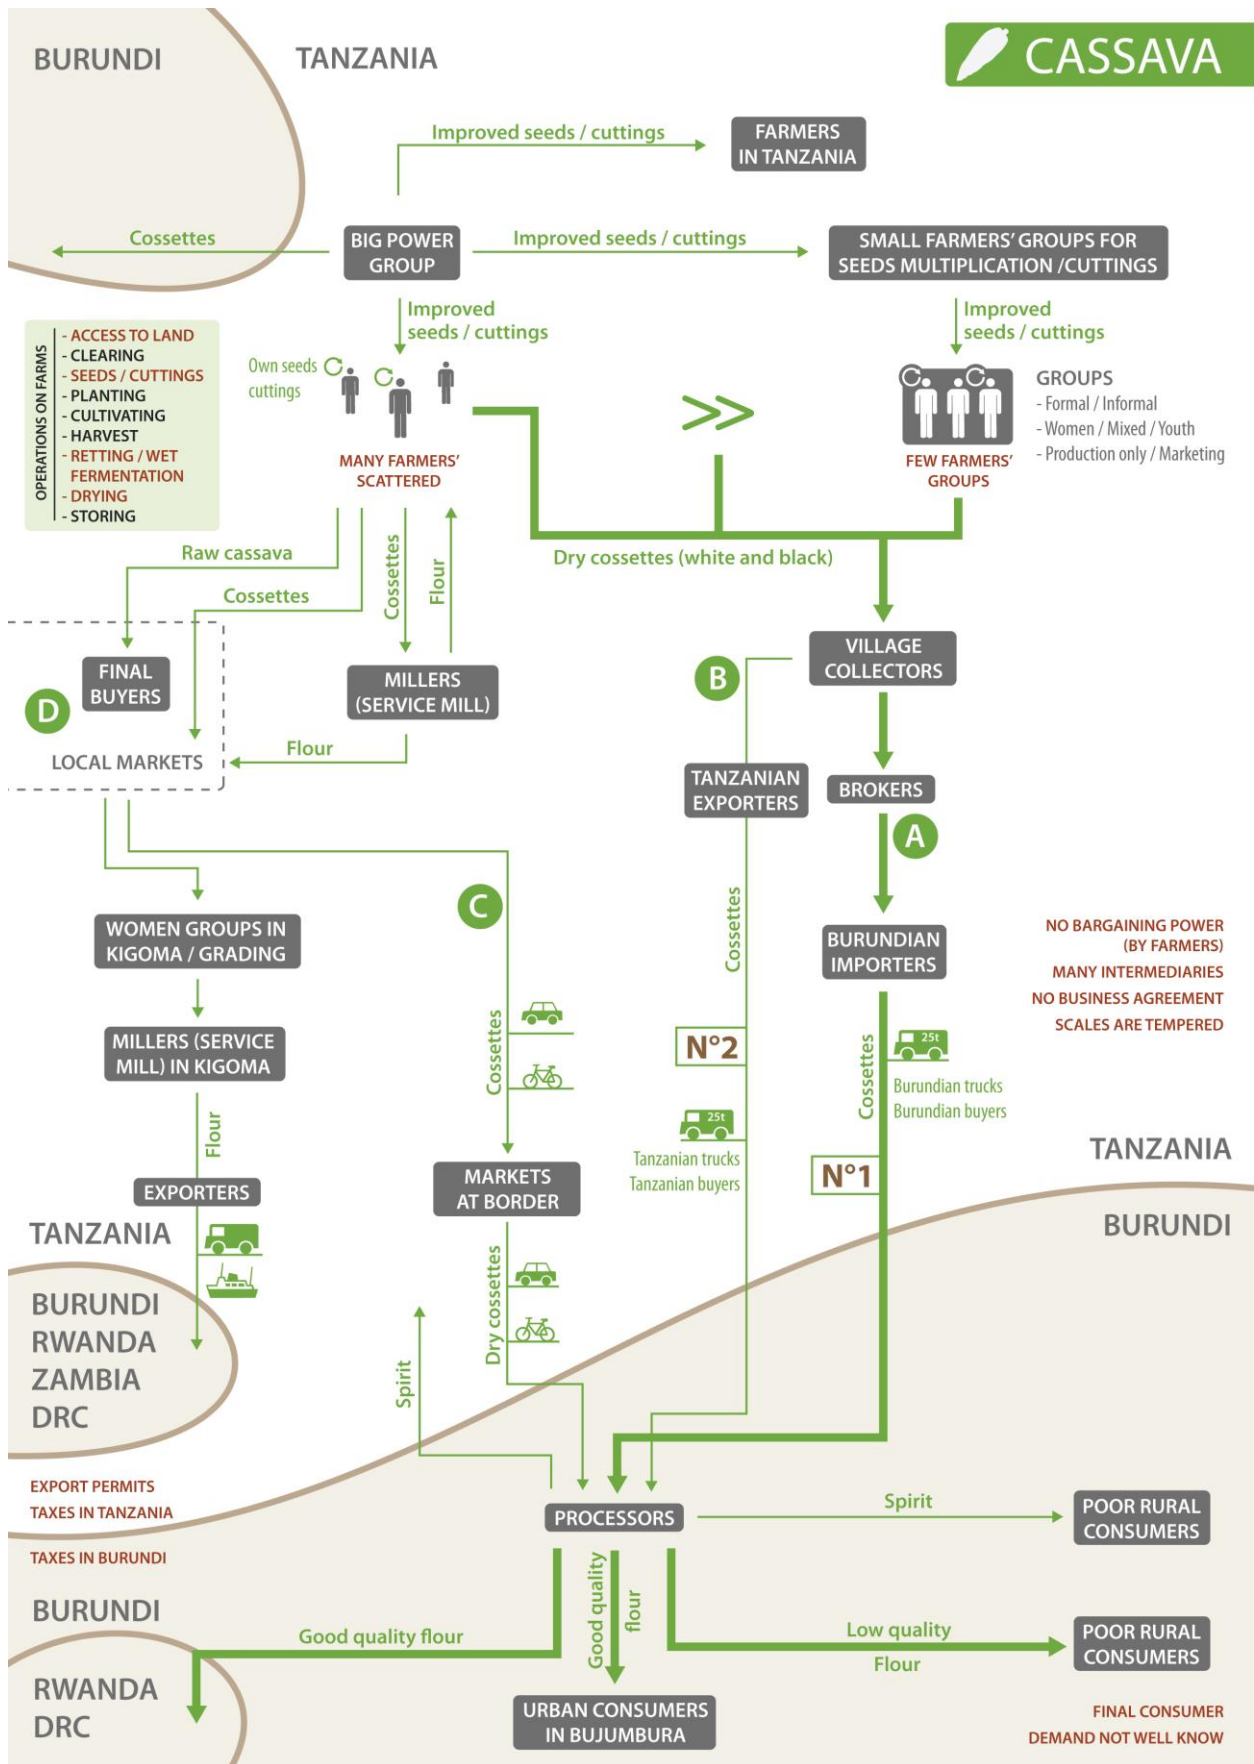 BURUNDI
TANZANIA
CASSAVA
Improved seeds / cuttings
FARMERS
IN TANZANIA
Cossettes
BIG POWER
GROUP
Improved seeds / cuttings
SMALL FARMERS' GROUPS FOR
SEEDS MULTIPLICATION /CUTTINGS
Improved
seeds / cuttings
Improved
seeds / cuttings
OPERATIONS ON FARMS
- ACCESS TO LAND
- CLEARING
- SEEDS / CUTTINGS
- PLANTING
- CULTIVATING
- HARVEST
- RETTING / WET
FERMENTATION
- DRYING
- STORING
Own seeds
cuttings
MANY FARMERS'
SCATTERED
FEW FARMERS'
GROUPS
GROUPS
- Formal / Informal
- Women / Mixed / Youth
- Production only / Marketing
Raw cassava
Cossettes
Cossettes
Flour
Dry cossettes (white and black)
FINAL
BUYERS
D
LOCAL MARKETS
MILLERS
(SERVICE MILL)
Flour
B
VILLAGE
COLLECTORS
TANZANIAN
EXPORTERS
BROKERS
A
C
WOMEN GROUPS IN
KIGOMA / GRADING
Cossettes
BURUNDIAN
IMPORTERS
NO BARGAINING POWER
(BY FARMERS)
MANY INTERMEDIARIES
NO BUSINESS AGREEMENT
SCALES ARE TEMPERED
MILLERS (SERVICE
MILL) IN KIGOMA
Cossettes
N°2
Cossettes
25t
Burundian trucks
Burundian buyers
Flour
25t
Tanzanian trucks
Tanzanian buyers
N°1
EXPORTERS
MARKETS
AT BORDER
TANZANIA
BURUNDI
TANZANIA
BURUNDI
RWANDA
ZAMBIA
DRC
Dry cossettes
Spirit
EXPORT PERMITS
TAXES IN TANZANIA
TAXES IN BURUNDI
PROCESSORS
Spirit
POOR RURAL
CONSUMERS
BURUNDI
Good quality flour
Good quality
flour
Low quality
Flour
POOR RURAL
CONSUMERS
RWANDA
DRC
URBAN CONSUMERS
IN BUJUMBURA
FINAL CONSUMER
DEMAND NOT WELL KNOW